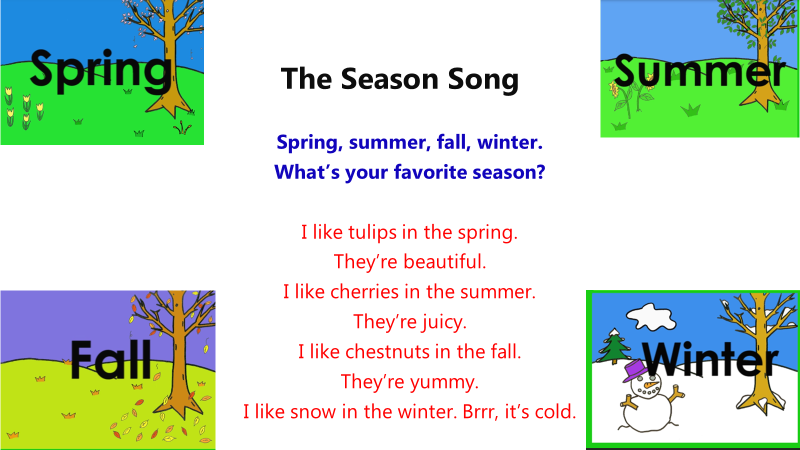 Spring
Summer
The Season Song
Spring, summer, fall, winter.
What’s your favorite season?
I like tulips in the spring.
They’re beautiful.
I like cherries in the summer.
They’re juicy.
I like chestnuts in the fall.
They’re yummy.
I like snow in the winter. Brrr, it’s cold.
Fall
Winter